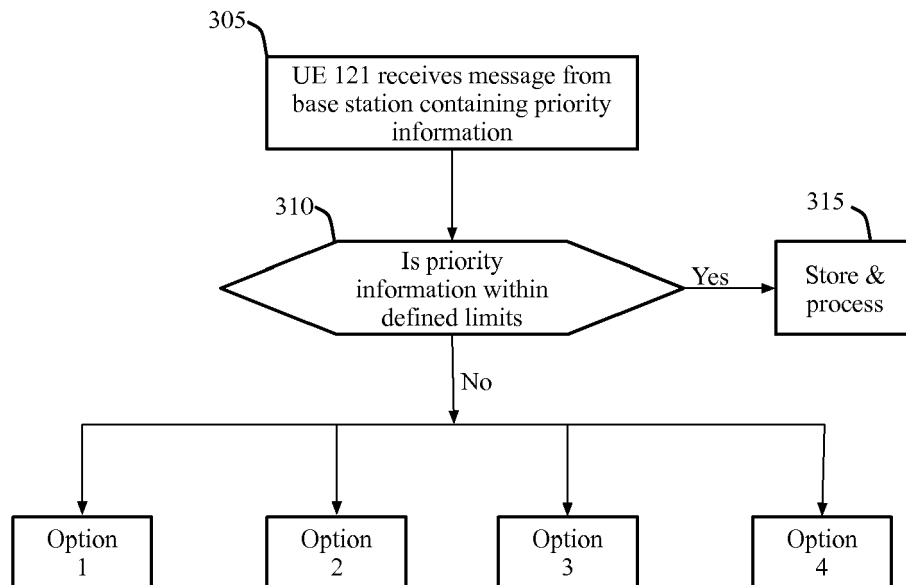 305
UE 121 receives message from
base station containing priority
information
310
315
Is priority
information within
defined limits
Yes
Store &
process
No
Option
1
Option
2
Option
3
Option
4